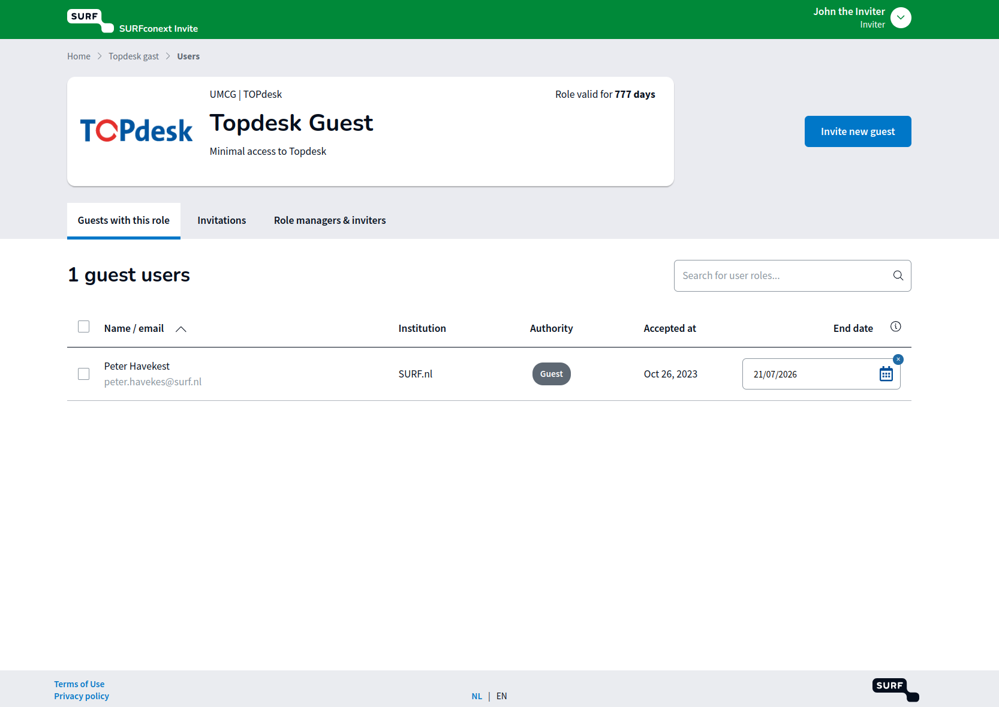 SURF
SURFconext Invite
John the Inviter
Inviter
Home
Topdesk gast
Users
TOPdesk
UMCG | TOPdesk
Role valid for 777 days
Topdesk Guest
Minimal access to Topdesk
Invite new guest
Guests with this role
Invitations
Role managers & inviters
1 guest users
Search for user roles...
Name / email
Institution
Authority
Accepted at
End date
Peter Havekest
peter.havekes@surf.nl
SURF.nl
Guest
Oct 26, 2023
21/07/2026
Terms of Use
Privacy policy
NL | EN
SURF